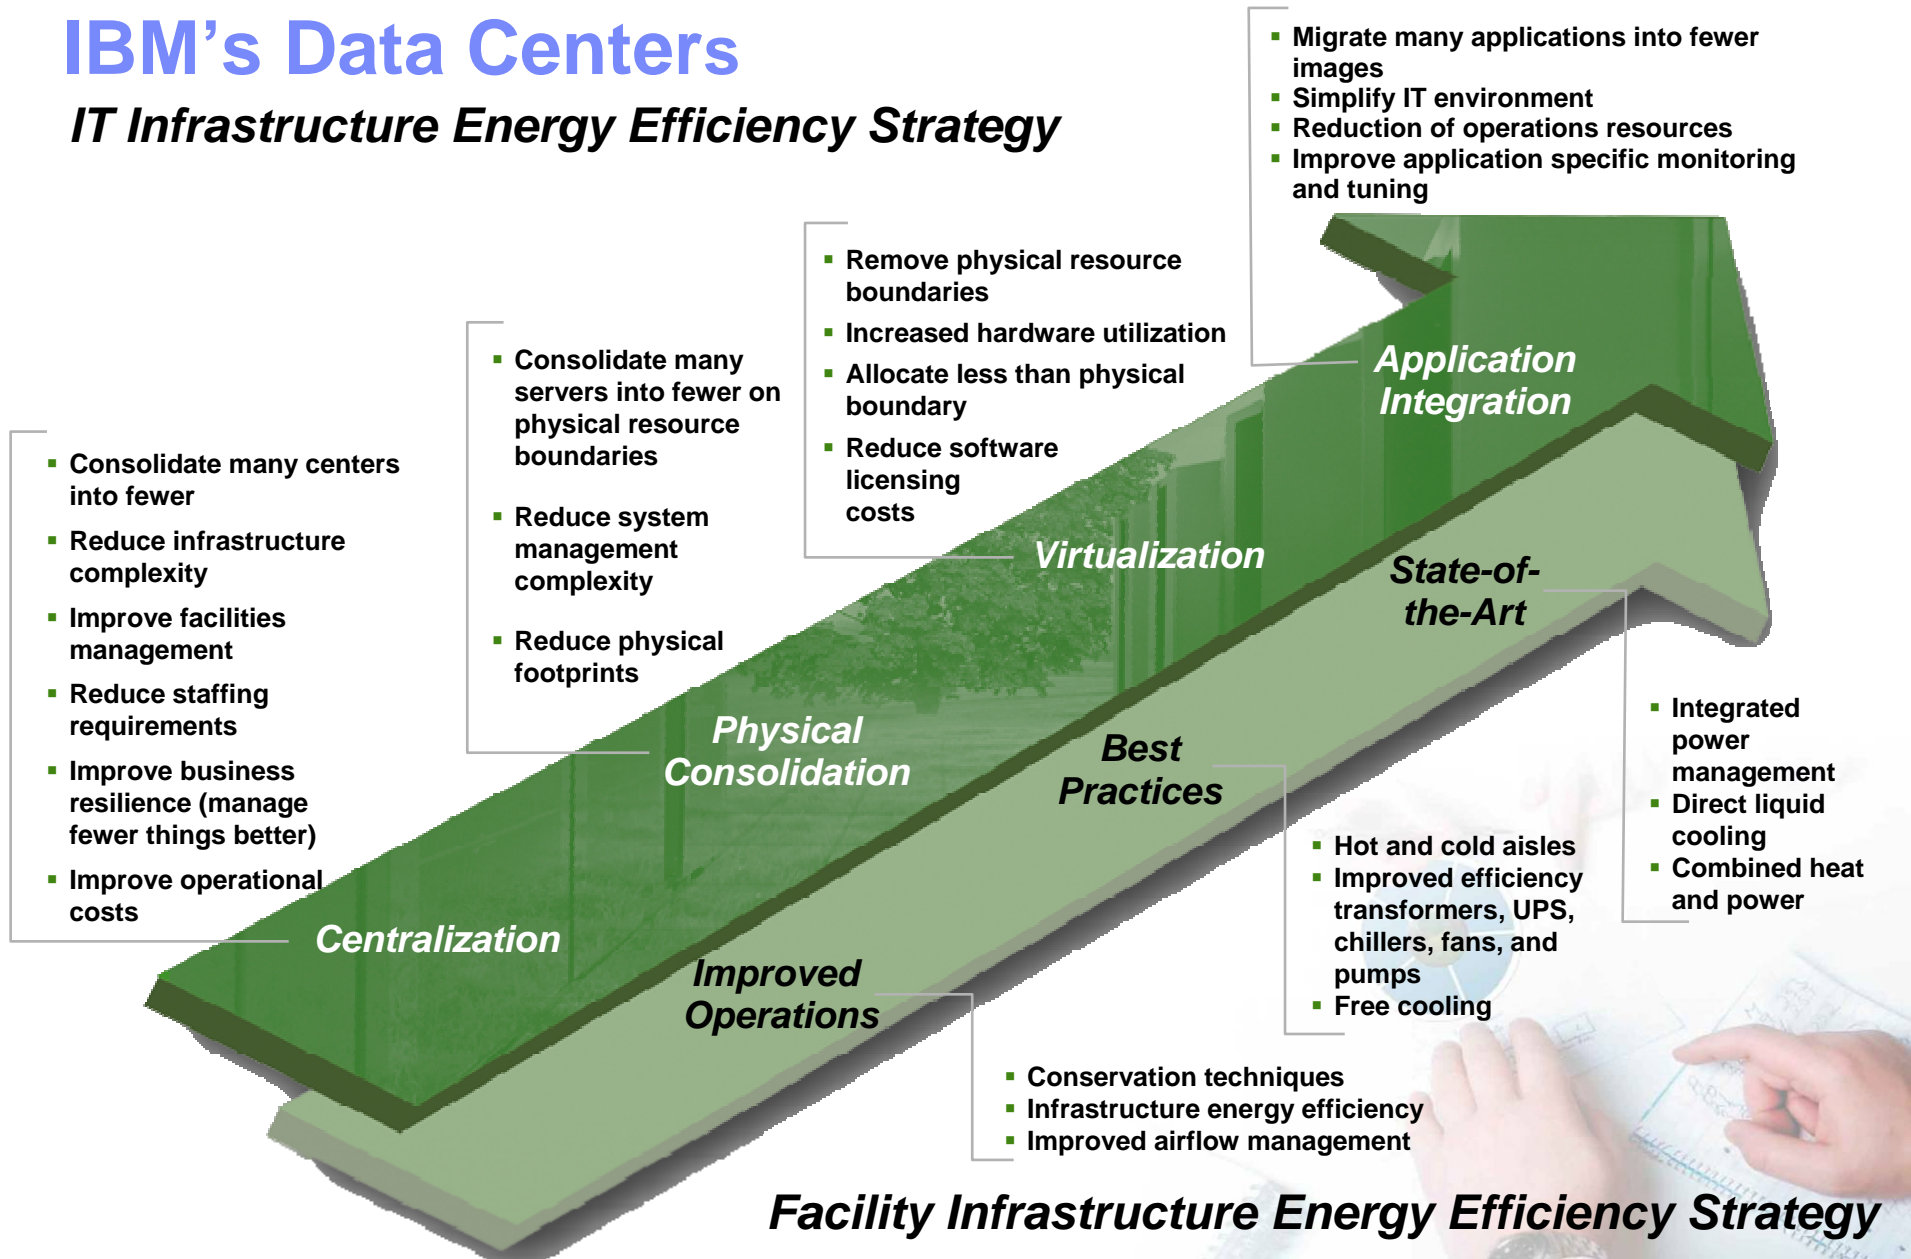 IBM's Data Centers
IT Infrastructure Energy Efficiency Strategy
▪ Migrate many applications into fewer
images
▪ Simplify IT environment
▪ Reduction of operations resources
▪ Improve application specific monitoring
and tuning
Application
Integration
▪ Remove physical resource
boundaries
▪ Increased hardware utilization
▪ Allocate less than physical
boundary
▪ Reduce software
licensing
costs
Virtualization
▪ Consolidate many
servers into fewer on
physical resource
boundaries
▪ Reduce system
management
complexity
▪ Reduce physical
footprints
Physical
Consolidation
▪ Consolidate many centers
into fewer
▪ Reduce infrastructure
complexity
▪ Improve facilities
management
▪ Reduce staffing
requirements
▪ Improve business
resilience (manage
fewer things better)
▪ Improve operational
costs
Centralization
State-of-
the-Art
▪ Integrated
power
management
▪ Direct liquid
cooling
▪ Combined heat
and power
Best
Practices
▪ Hot and cold aisles
▪ Improved efficiency
transformers, UPS,
chillers, fans, and
pumps
▪ Free cooling
Improved
Operations
▪ Conservation techniques
▪ Infrastructure energy efficiency
▪ Improved airflow management
Facility Infrastructure Energy Efficiency Strategy